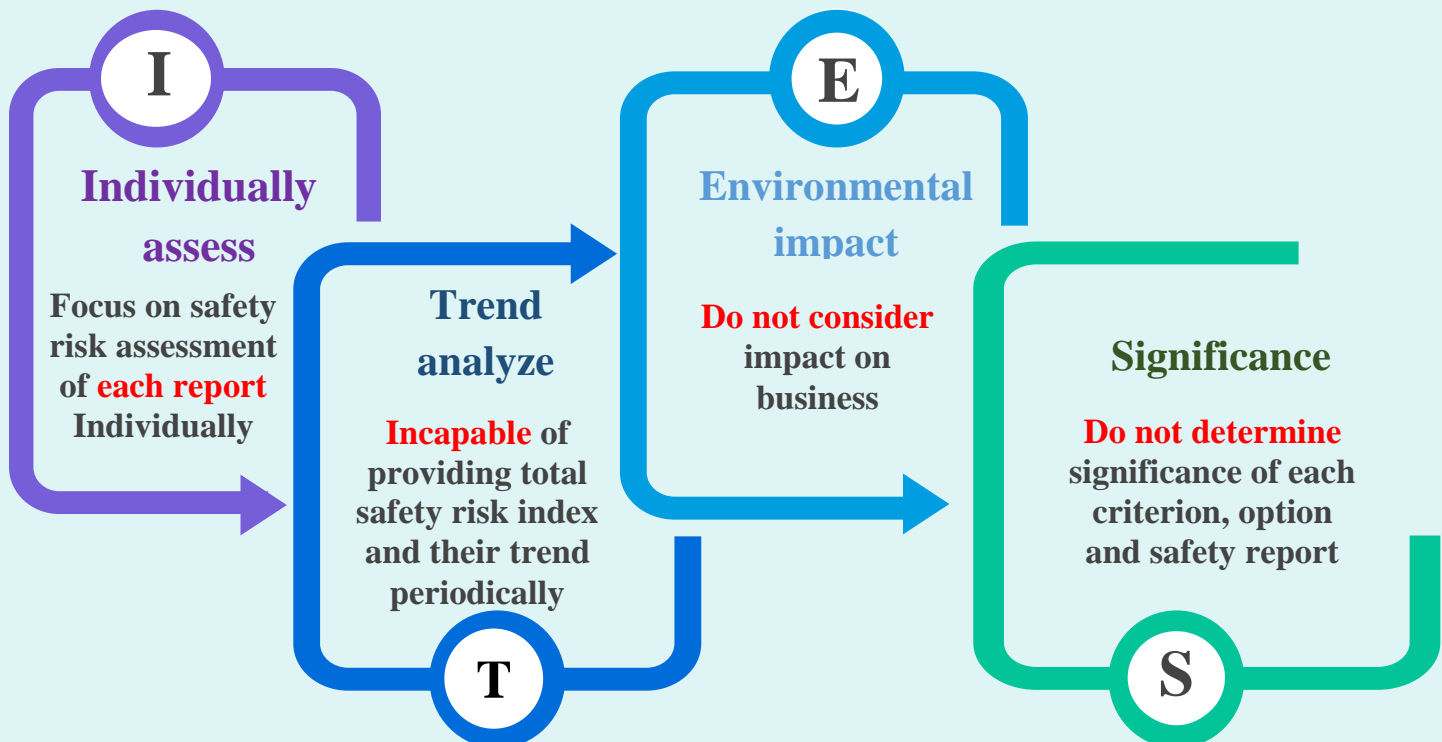 I
Individually
assess
Focus on safety
risk assessment
of each report
Individually
T
Trend
analyze
Incapable of
providing total
safety risk index
and their trend
periodically
E
Environmental
impact
Do not consider
impact on
business
S
Significance
Do not determine
significance of each
criterion, option
and safety report